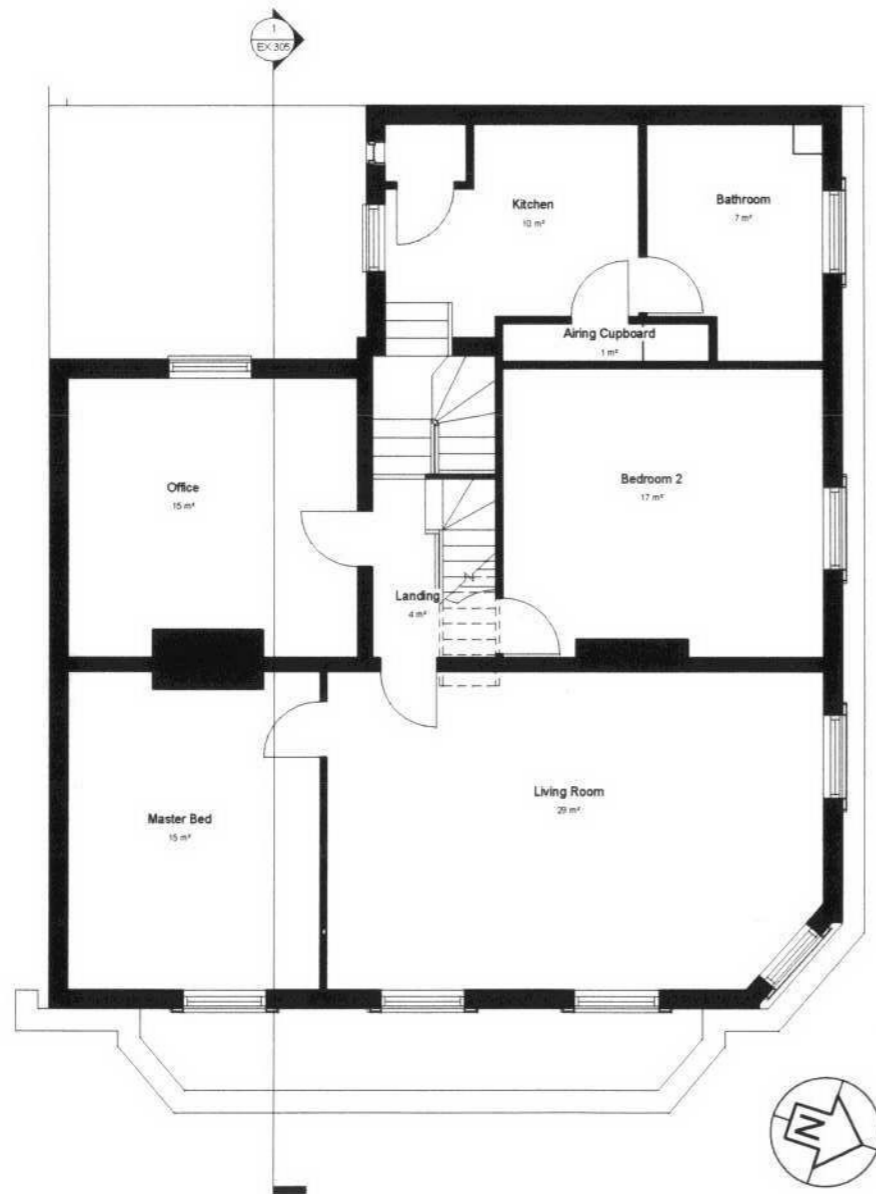 1
EX 305
Kitchen
10 m²
Bathroom
7 m²
Airing Cupboard
1 m²
Office
15 m²
Bedroom 2
17 m²
Landing
4 m²
Living Room
29 m²
Master Bed
15 m²
N